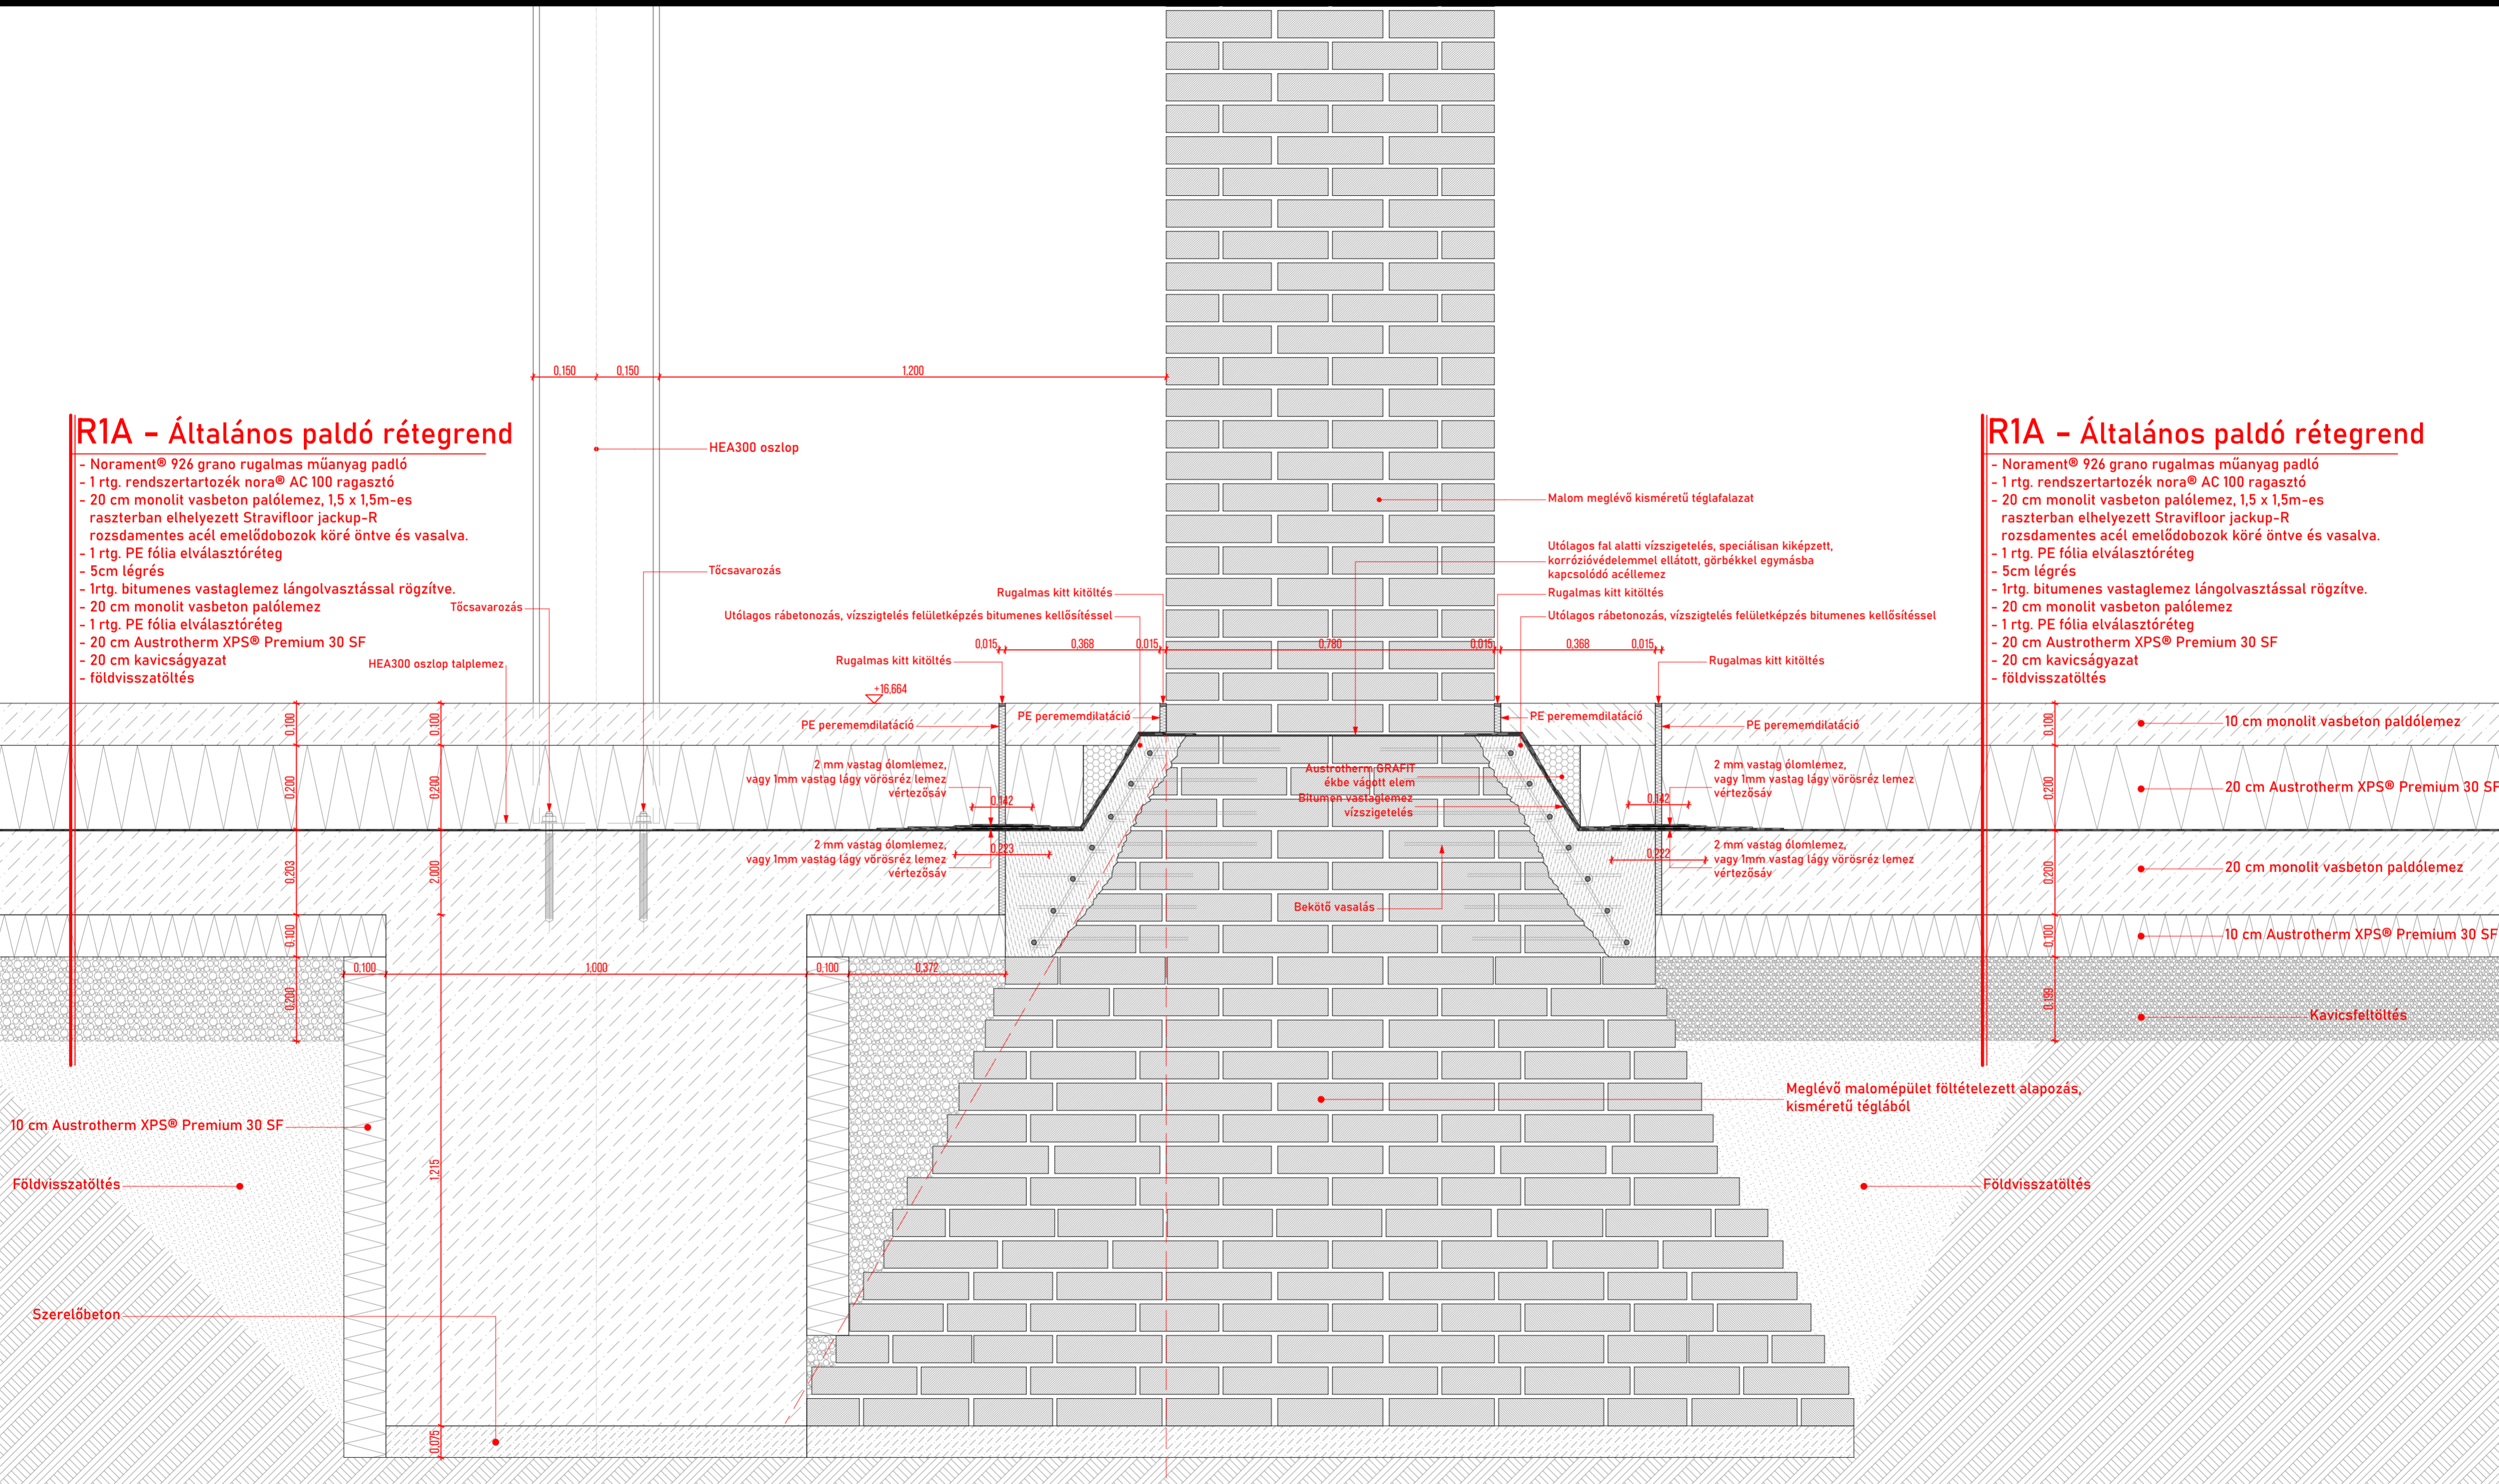 0,150
0,150
1,200
R1A - Általános paldó rétegrend
- Norament® 926 grano rugalmas műanyag padló
- 1 rtg. rendszertartozék nora® AC 100 ragasztó
- 20 cm monolit vasbeton palólemez, 1,5 x 1,5m-es
raszterban elhelyezett Stravifloor jackup-R
rozsdamentes acél emelődobozok köré öntve és vasalva.
- 1 rtg. PE fólia elválasztóréteg
- 5cm légrés
- 1rtg. bitumenes vastaglemez lángolvasztással rögzítve.
- 20 cm monolit vasbeton palólemez
- 1 rtg. PE fólia elválasztóréteg
- 20 cm Austrotherm XPS® Premium 30 SF
- 20 cm kavicságyazat
- földvisszatöltés
HEA300 oszlop
Tőcsavarozás
Tőcsavarozás
HEA300 oszlop talplemez
Malom meglévő kisméretű téglafalazat
Utólagos fal alatti vízszigetelés, speciálisan kiképzett,
korrózióvédelemmel ellátott, görbékkel egymásba
kapcsolódó acéllemez
Rugalmas kitt kitöltés
Rugalmas kitt kitöltés
Utólagos rábetonozás, vízszigtelés felületképzés bitumenes kellősítéssel
Utólagos rábetonozás, vízszigtelés felületképzés bitumenes kellősítéssel
0,015
0,368
0,015
0,780
0,015
0,368
0,015
Rugalmas kitt kitöltés
Rugalmas kitt kitöltés
+16,664
PE perememdilatáció
PE perememdilatáció
PE perememdilatáció
PE perememdilatáció
R1A - Általános paldó rétegrend
- Norament® 926 grano rugalmas műanyag padló
- 1 rtg. rendszertartozék nora® AC 100 ragasztó
- 20 cm monolit vasbeton palólemez, 1,5 x 1,5m-es
raszterban elhelyezett Stravifloor jackup-R
rozsdamentes acél emelődobozok köré öntve és vasalva.
- 1 rtg. PE fólia elválasztóréteg
- 5cm légrés
- 1rtg. bitumenes vastaglemez lángolvasztással rögzítve.
- 20 cm monolit vasbeton palólemez
- 1 rtg. PE fólia elválasztóréteg
- 20 cm Austrotherm XPS® Premium 30 SF
- 20 cm kavicságyazat
- földvisszatöltés
0,100
0,200
0,203
0,100
0,200
0,100
0,200
2,000
1,215
0,075
2 mm vastag ólomlemez,
vagy 1mm vastag lágy vörösréz lemez
vértezősáv
0,142
2 mm vastag ólomlemez,
vagy 1mm vastag lágy vörösréz lemez
vértezősáv
0,223
Austrotherm GRAFIT
ékbe vágott elem
Bitumen vastaglemez
vízszigetelés
Bekötő vasalás
2 mm vastag ólomlemez,
vagy 1mm vastag lágy vörösréz lemez
vértezősáv
0,142
2 mm vastag ólomlemez,
vagy 1mm vastag lágy vörösréz lemez
vértezősáv
0,222
0,100
0,200
0,200
0,100
0,199
10 cm monolit vasbeton paldólemez
20 cm Austrotherm XPS® Premium 30 SF
20 cm monolit vasbeton paldólemez
10 cm Austrotherm XPS® Premium 30 SF
Kavicsfeltöltés
0,100
1,000
0,100
0,372
Meglévő malomépület föltételezett alapozás,
kisméretű téglából
10 cm Austrotherm XPS® Premium 30 SF
Földvisszatöltés
Földvisszatöltés
Szerelőbeton